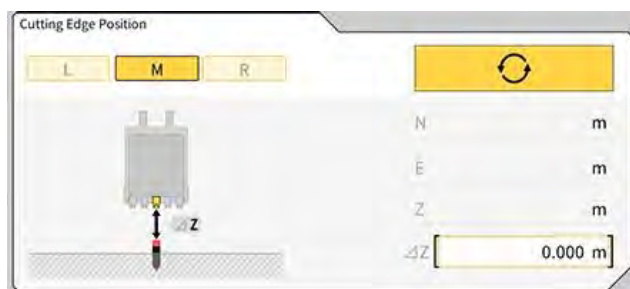 Cutting Edge Position
L M R
N m
E m
Z m
⊿Z
⊿Z 0.000 m